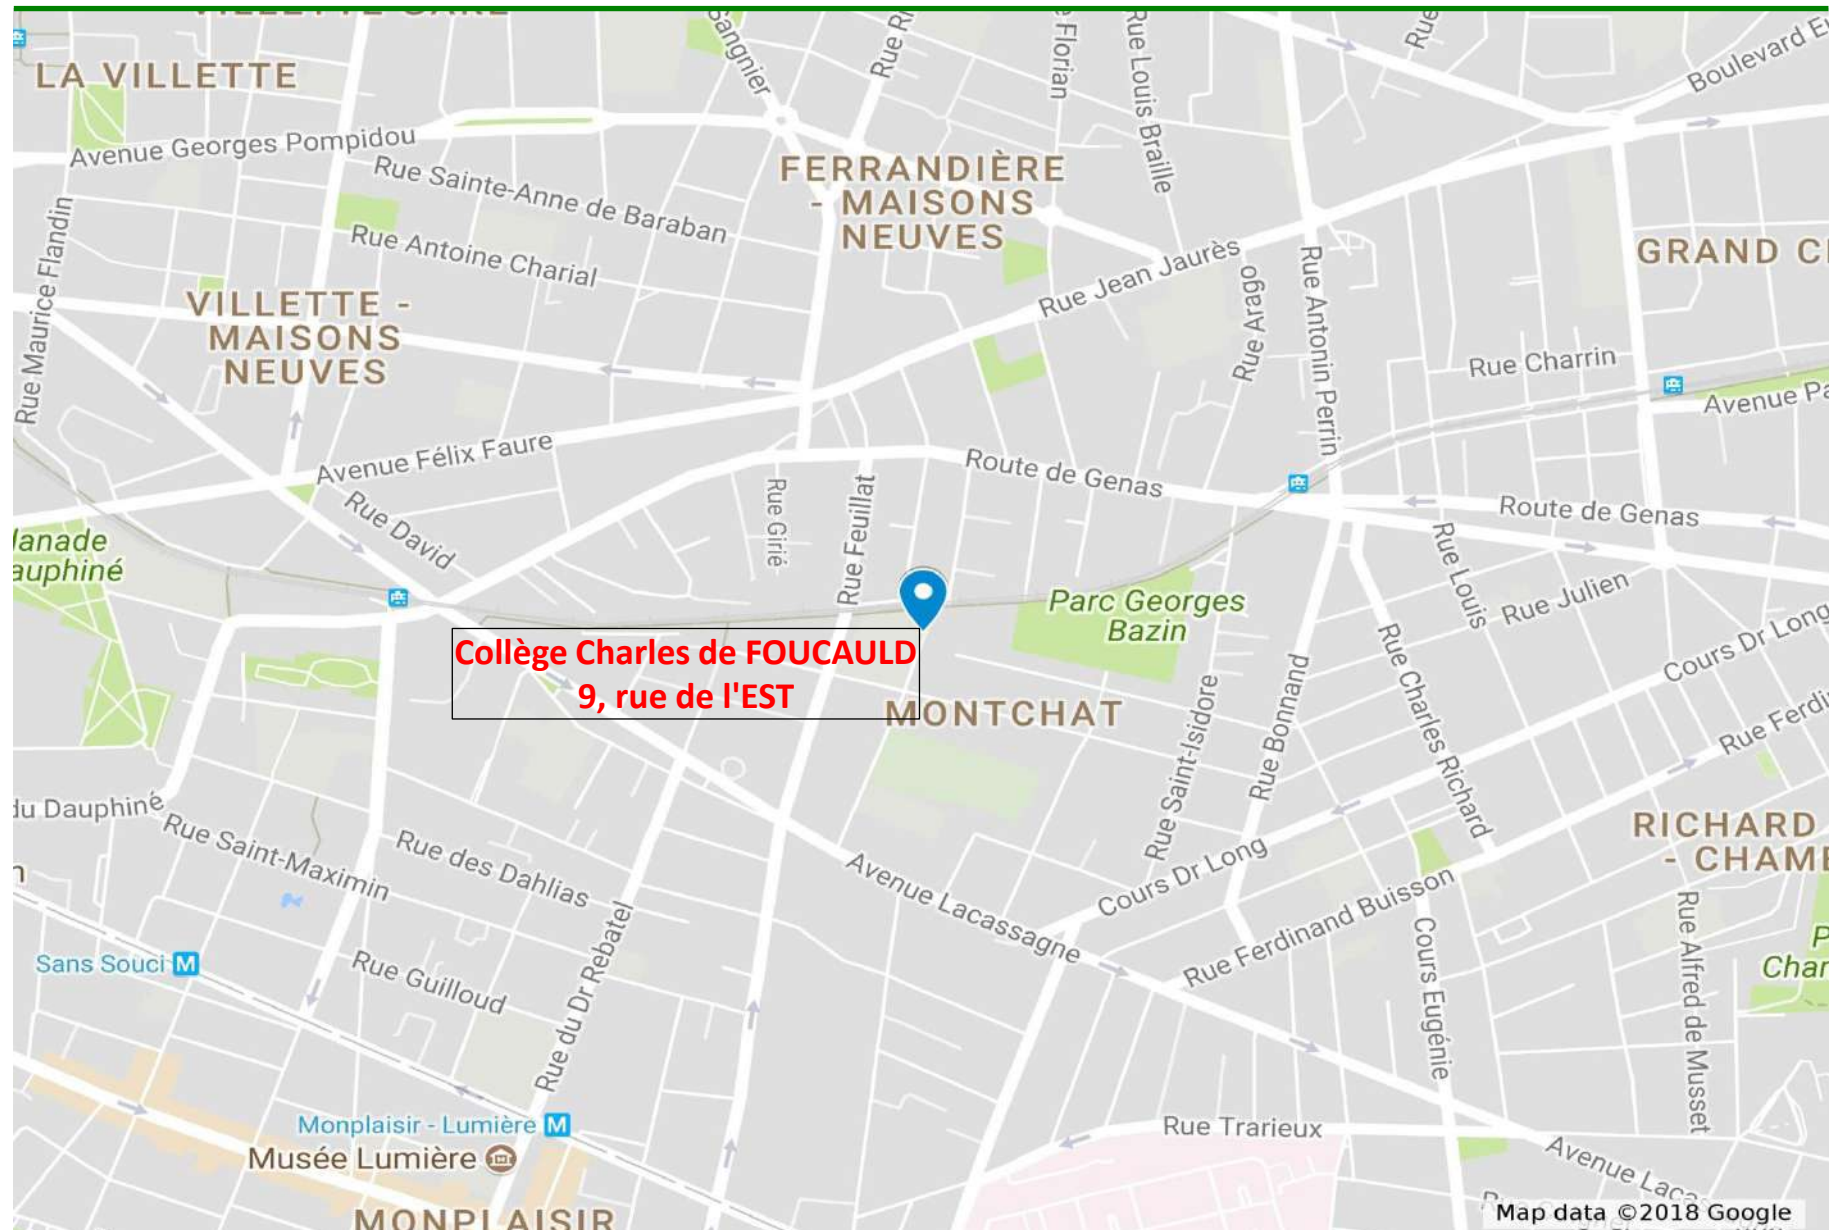 LA VILLETTE
Sangnier
Florian
Rue Louis Braille
Rue
Boulevard
Avenue Georges Pompidou
Rue Sainte-Anne de Baraban
Rue Antoine Charial
FERRANDIÈRE
- MAISONS
NEUVES
Rue Maurice Flandin
VILLETTE -
MAISONS
NEUVES
Rue Jean Jaurès
Rue Arago
Rue Antonin Perrin
GRAND
Rue Charrin
Avenue
Avenue Félix Faure
Rue David
Rue Girié
Rue Feuillat
Route de Genas
Route de Genas
Rue Louis
Rue Julien
lanade
auphiné
Parc Georges
Bazin
Collège Charles de FOUCAULD
9, rue de l'EST
MONTCHAT
Rue Saint-Isidore
Rue Bonnand
Rue Charles Richard
Cours Dr Long
Rue Ferdi
du Dauphiné
Rue Saint-Maximin
Rue des Dahlias
Avenue Lacassagne
Cours Dr Long
Rue Ferdinand Buisson
RICHARD
- CHAM
Rue du Dr Rebatel
Cours Eugénie
Rue Alfred de Musset
Char
Sans Souci M
Rue Guilloud
Monplaisir - Lumière M
Musée Lumière
MONPLAISIR
Rue Trarieux
Avenue Lac
Map data ©2018 Google